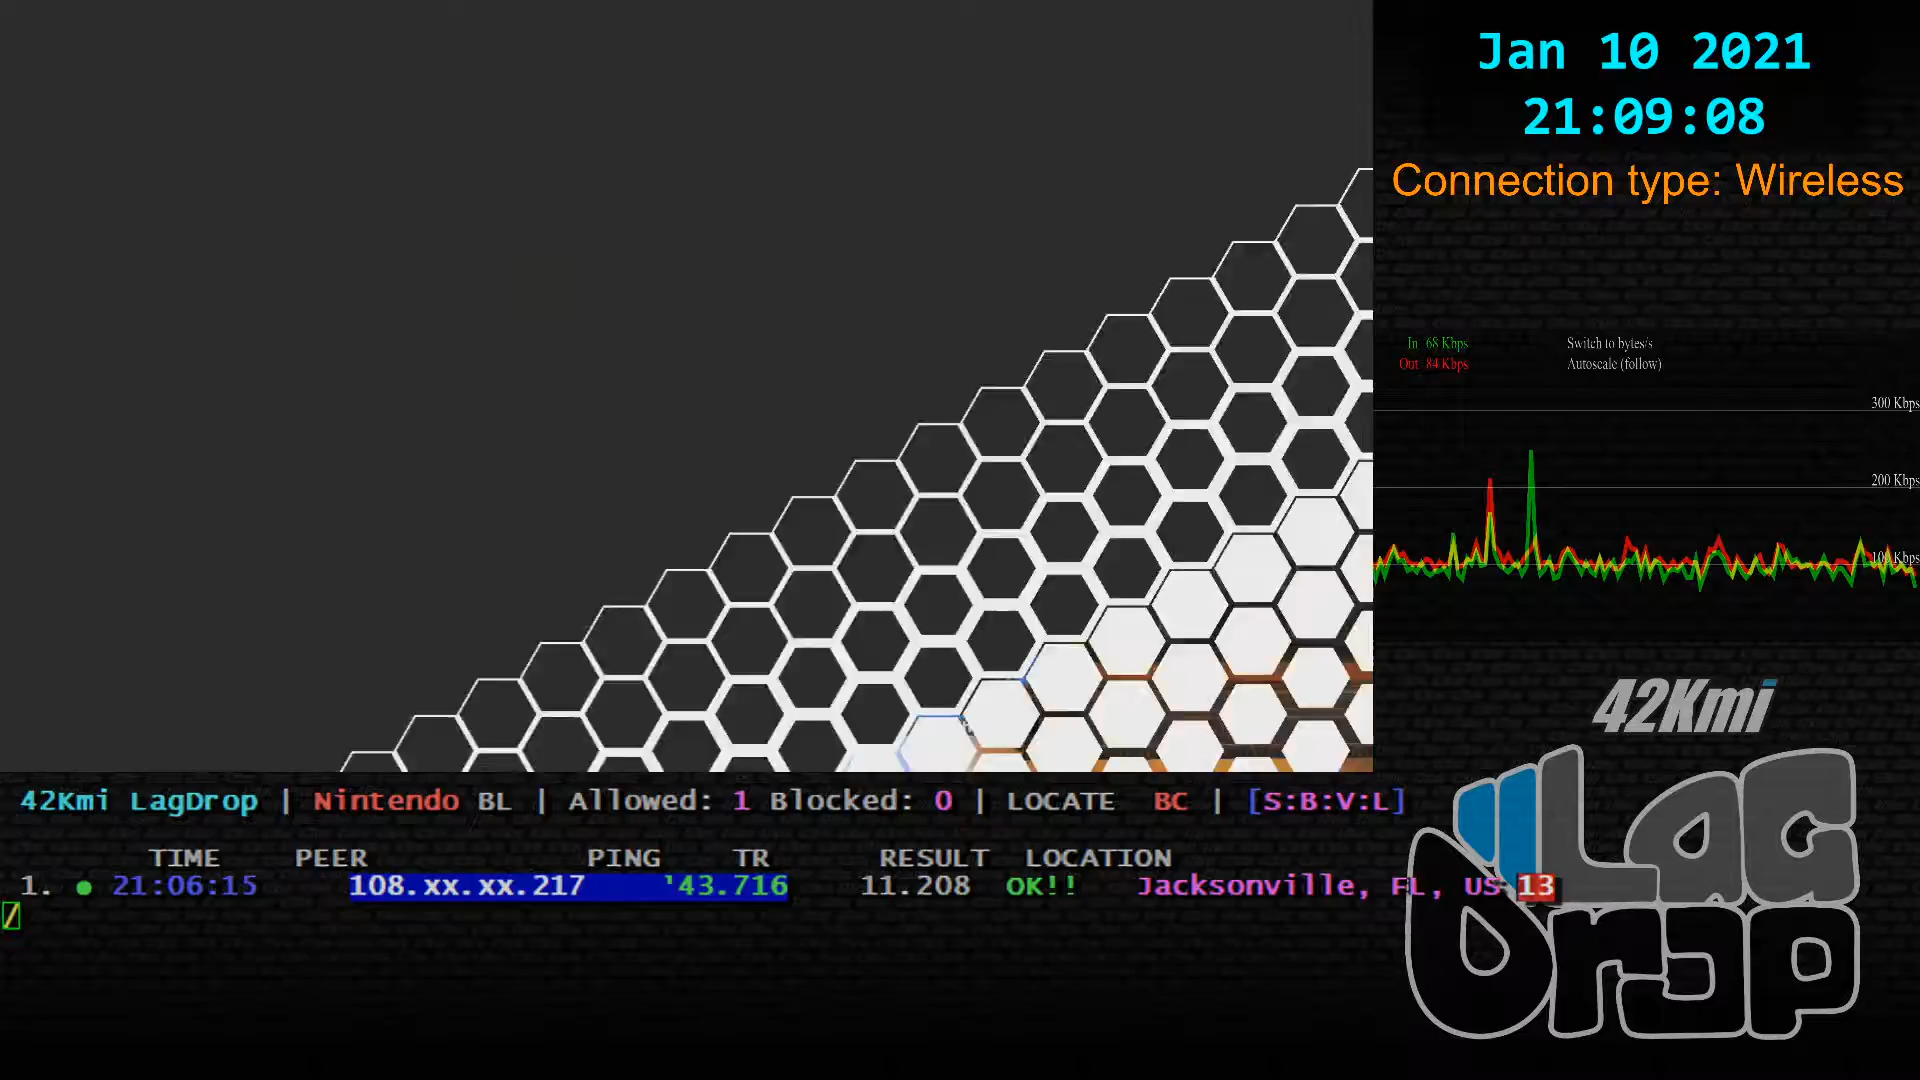 Jan 10 2021
21:09:08
Connection type: Wireless
In 68 Kbps
Out 84 Kbps
Switch to bytes/s
Autoscale (follow)
300 Kbps
200 Kbps
100 Kbps
42Kmi
LagDrop
42Kmi LagDrop | Nintendo BL | Allowed: 1 Blocked: 0 | LOCATE BC | [S:B:V:L]
TIME PEER PING TR RESULT LOCATION
1. ● 21:06:15 108.xx.xx.217 '43.716 11.208 OK!! Jacksonville, FL, US 13
/